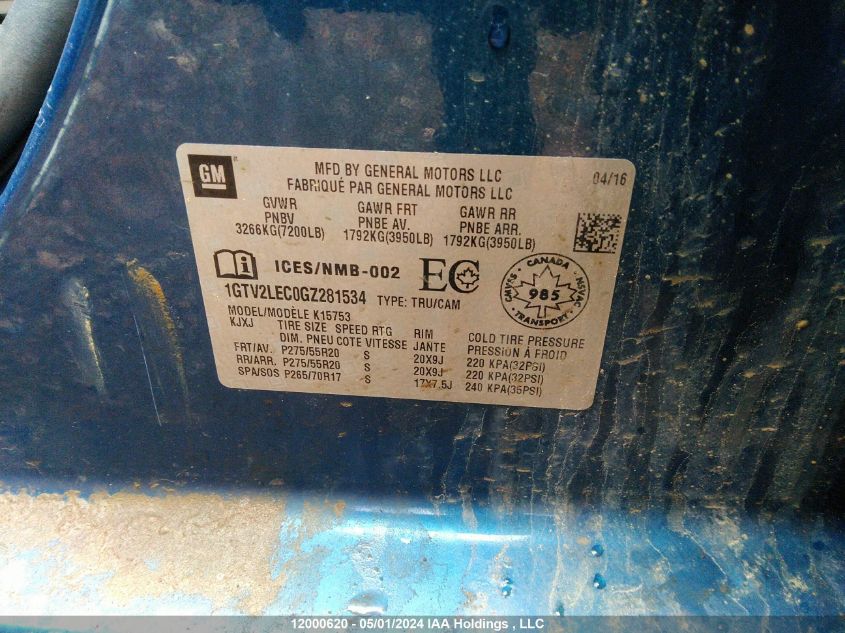 GM
MFD BY GENERAL MOTORS LLC
FABRIQUÉ PAR GENERAL MOTORS LLC
04/16
GVWR GAWR FRT GAWR RR
PNBV PNBE AV. PNBE ARR.
3266KG(7200LB) 1792KG(3950LB) 1792KG(3950LB)
i ICES/NMB-002 EC
CANADA
CMVSS 985 NSVAC
TRANSPORT
1GTV2LEC0GZ281534 TYPE: TRU/CAM
MODEL/MODÈLE K15753
KJXJ TIRE SIZE SPEED RTG RIM COLD TIRE PRESSURE
DIM. PNEU COTE VITESSE JANTE PRESSION À FROID
FRT/AV. P275/55R20 S 20X9J 220 KPA(32PSI)
RR/ARR. P275/55R20 S 20X9J 220 KPA(32PSI)
SPA/SOS P265/70R17 S 17X7.5J 240 KPA(35PSI)
12000620 - 05/01/2024 IAA Holdings , LLC